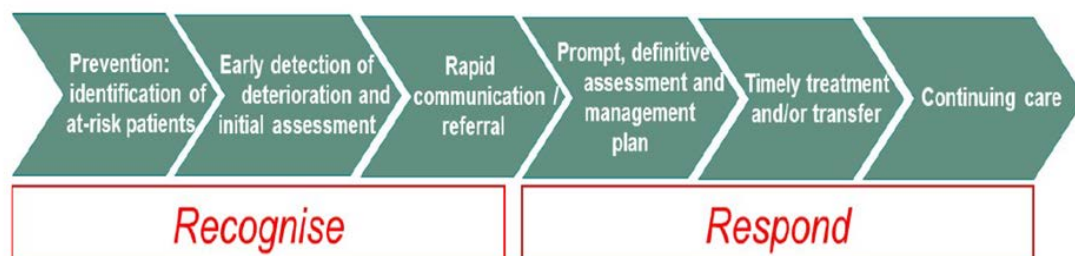 Prevention:
identification of
at-risk patients
Early detection of
deterioration and
initial assessment
Rapid
communication /
referral
Prompt, definitive
assessment and
management
plan
Timely treatment
and/or transfer
Continuing care
Recognise
Respond